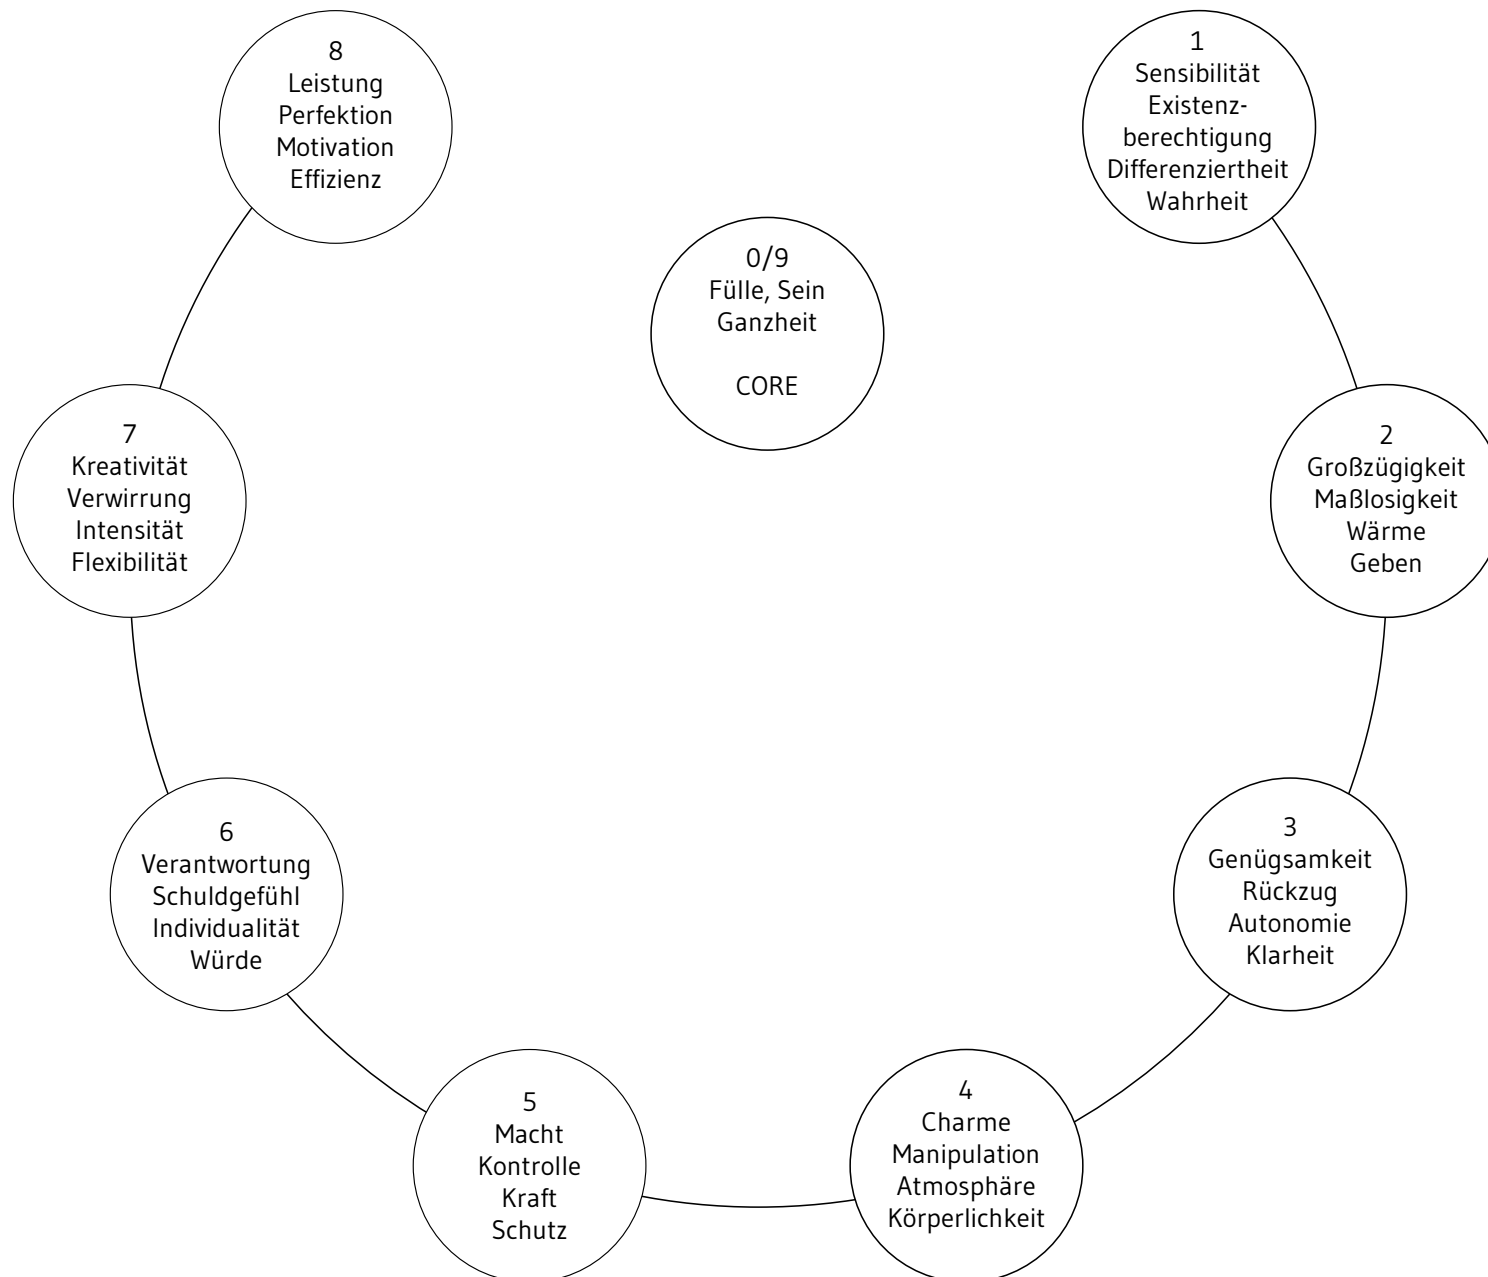 8
Leistung
Perfektion
Motivation
Effizienz
1
Sensibilität
Existenz-
berechtigung
Differenziertheit
Wahrheit
0/9
Fülle, Sein
Ganzheit
CORE
7
Kreativität
Verwirrung
Intensität
Flexibilität
2
Großzügigkeit
Maßlosigkeit
Wärme
Geben
6
Verantwortung
Schuldgefühl
Individualität
Würde
3
Genügsamkeit
Rückzug
Autonomie
Klarheit
5
Macht
Kontrolle
Kraft
Schutz
4
Charme
Manipulation
Atmosphäre
Körperlichkeit